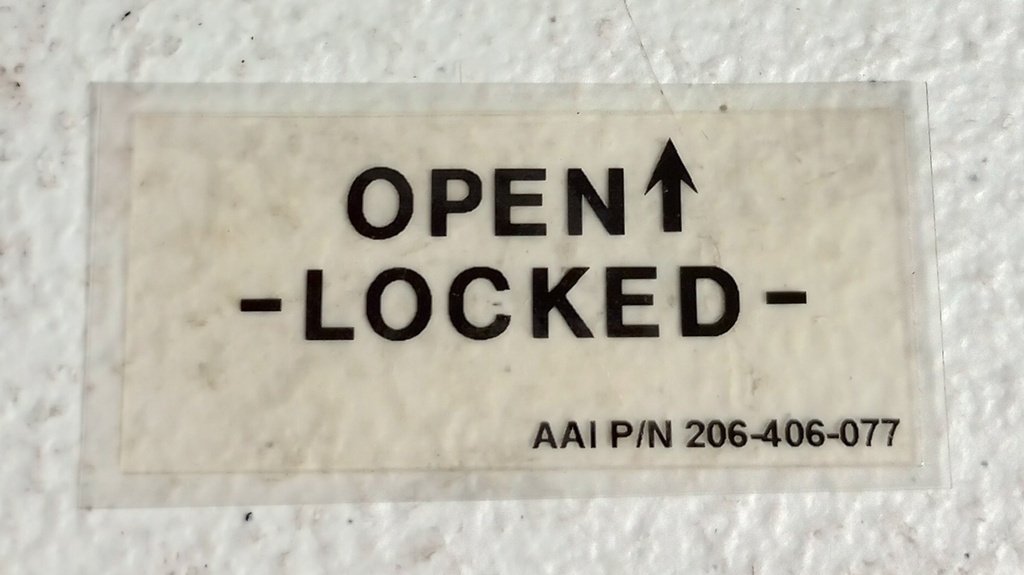 OPEN↑
-LOCKED-
AAI P/N 206-406-077